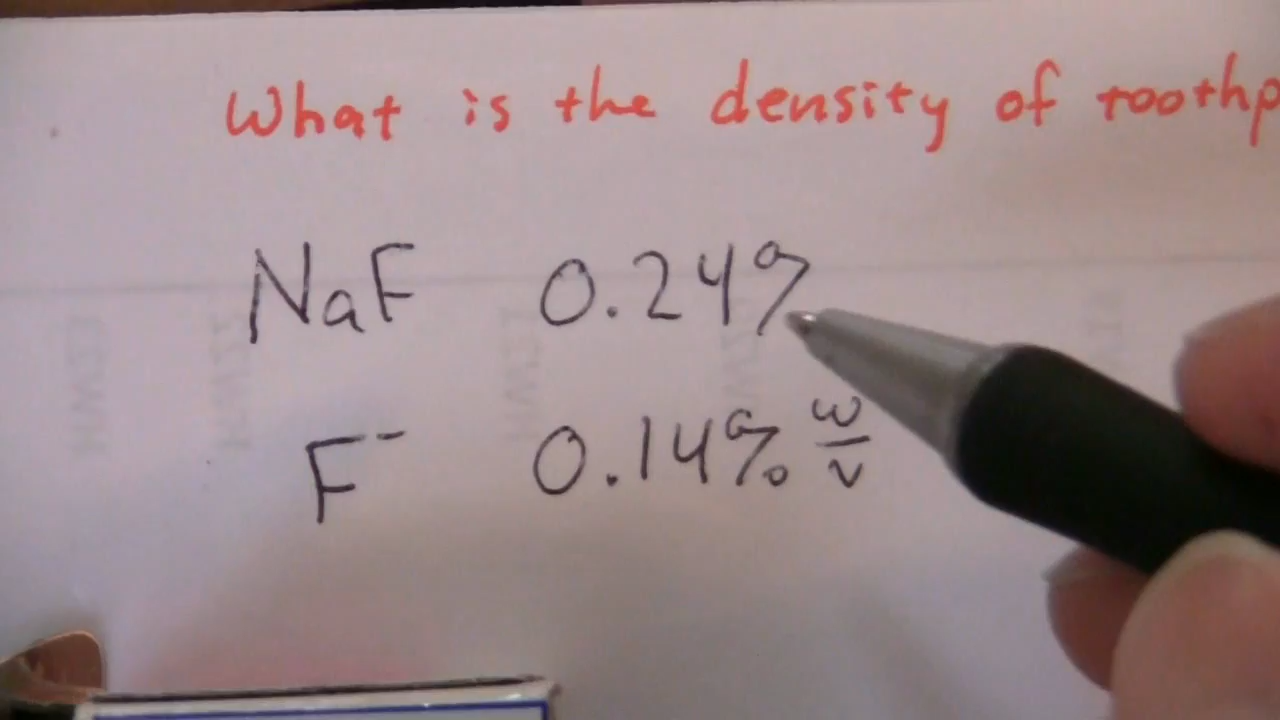 What is the density of toothp
NaF 0.24%
F⁻ 0.14% w/v